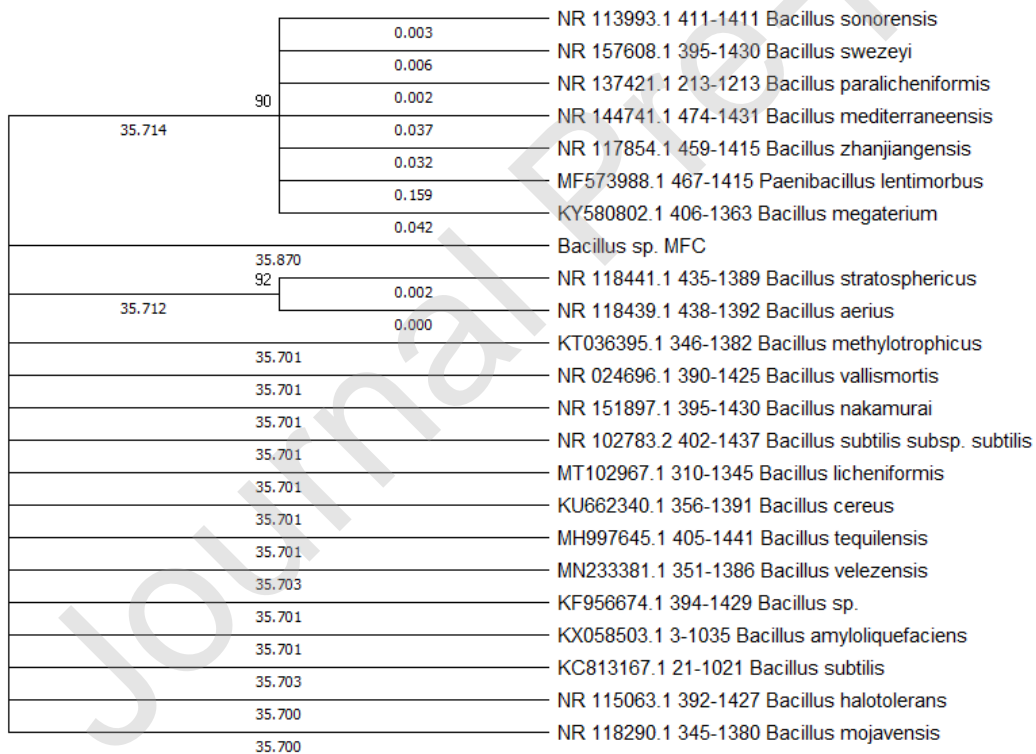 NR 113993.1 411-1411 Bacillus sonorensis
0.003
NR 157608.1 395-1430 Bacillus swezeyi
0.006
NR 137421.1 213-1213 Bacillus paralicheniformis
0.002
90
NR 144741.1 474-1431 Bacillus mediterraneensis
35.714
0.037
NR 117854.1 459-1415 Bacillus zhanjiangensis
0.032
MF573988.1 467-1415 Paenibacillus lentimorbus
0.159
KY580802.1 406-1363 Bacillus megaterium
0.042
Bacillus sp. MFC
35.870
92
NR 118441.1 435-1389 Bacillus stratosphericus
0.002
35.712
NR 118439.1 438-1392 Bacillus aerius
0.000
KT036395.1 346-1382 Bacillus methylotrophicus
35.701
NR 024696.1 390-1425 Bacillus vallismortis
35.701
NR 151897.1 395-1430 Bacillus nakamurai
35.701
NR 102783.2 402-1437 Bacillus subtilis subsp. subtilis
35.701
MT102967.1 310-1345 Bacillus licheniformis
35.701
KU662340.1 356-1391 Bacillus cereus
35.701
MH997645.1 405-1441 Bacillus tequilensis
35.701
MN233381.1 351-1386 Bacillus velezensis
35.703
KF956674.1 394-1429 Bacillus sp.
35.701
KX058503.1 3-1035 Bacillus amyloliquefaciens
35.701
KC813167.1 21-1021 Bacillus subtilis
35.703
NR 115063.1 392-1427 Bacillus halotolerans
35.700
NR 118290.1 345-1380 Bacillus mojavensis
35.700
Journal Pre